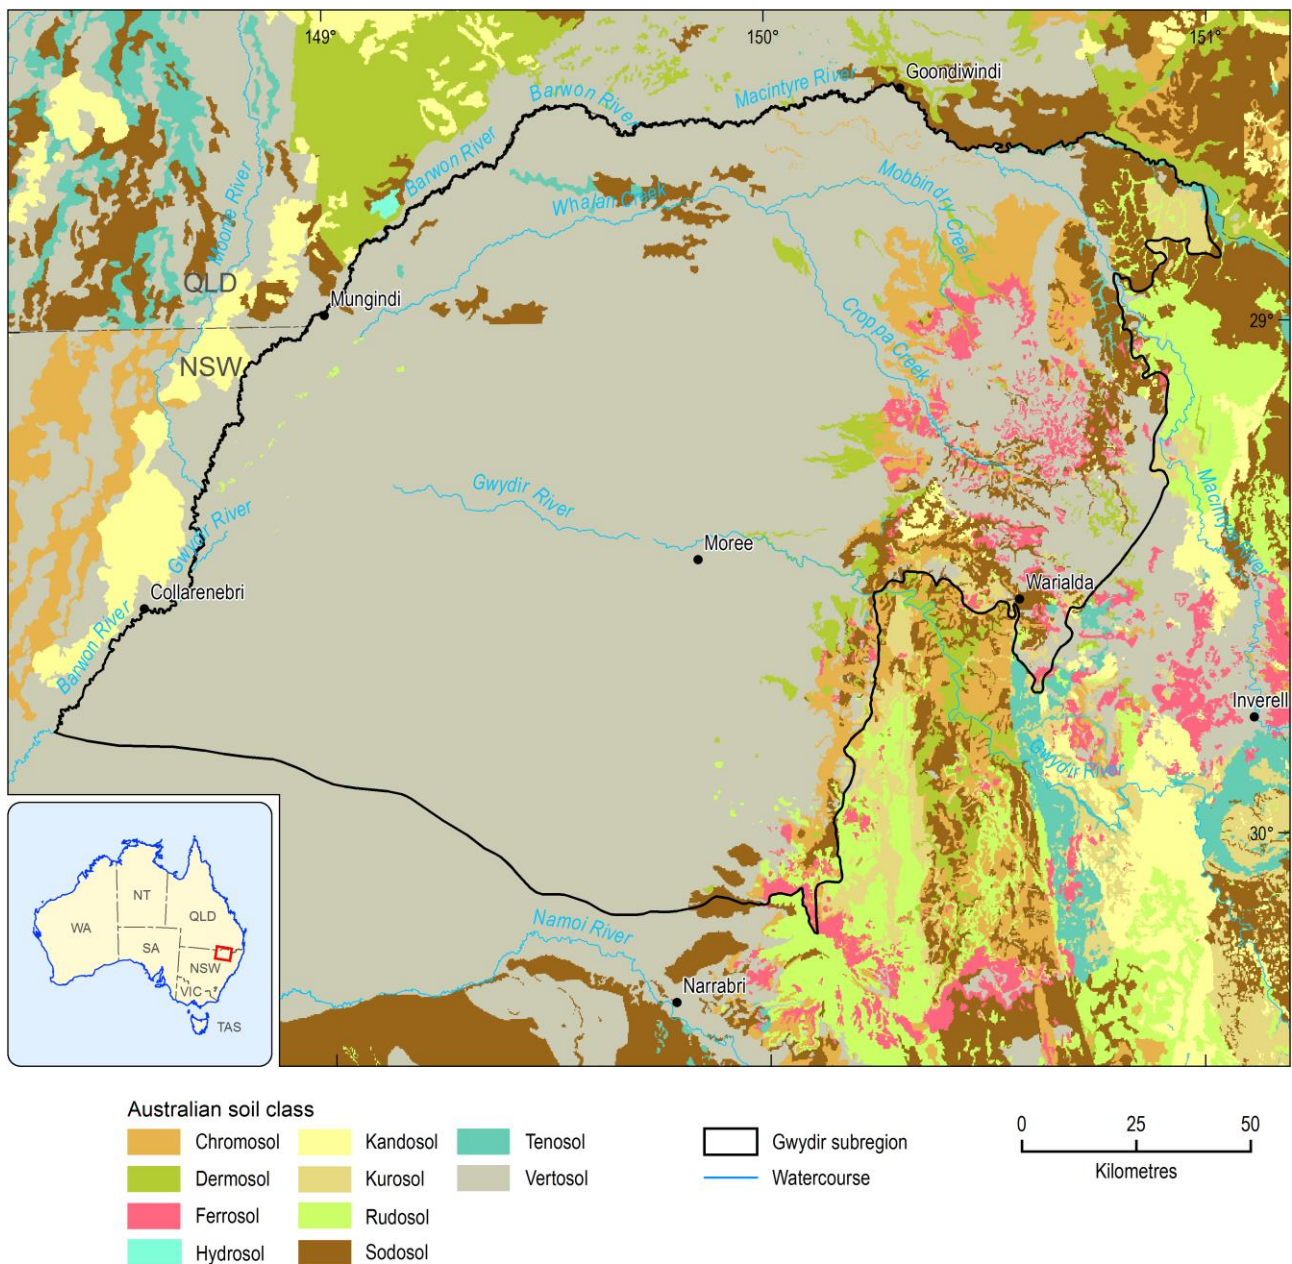 149°
150°
151°
Goondiwindi
Barwon River
Macintyre River
Barwon River
Mobbindry Creek
Whalan Creek
Moonie River
QLD
Mungindi
29°
Croppa Creek
NSW
Gwydir River
Macintyre River
Gwydir River
Moree
Collarenebri
Warialda
Barwon River
Inverell
Gwydir River
30°
Namoi River
Narrabri
NT
QLD
WA
SA
NSW
VIC
TAS
Australian soil class
Chromosol
Dermosol
Ferrosol
Hydrosol
Kandosol
Kurosol
Rudosol
Sodosol
Tenosol
Vertosol
Gwydir subregion
Watercourse
0 25 50
Kilometres